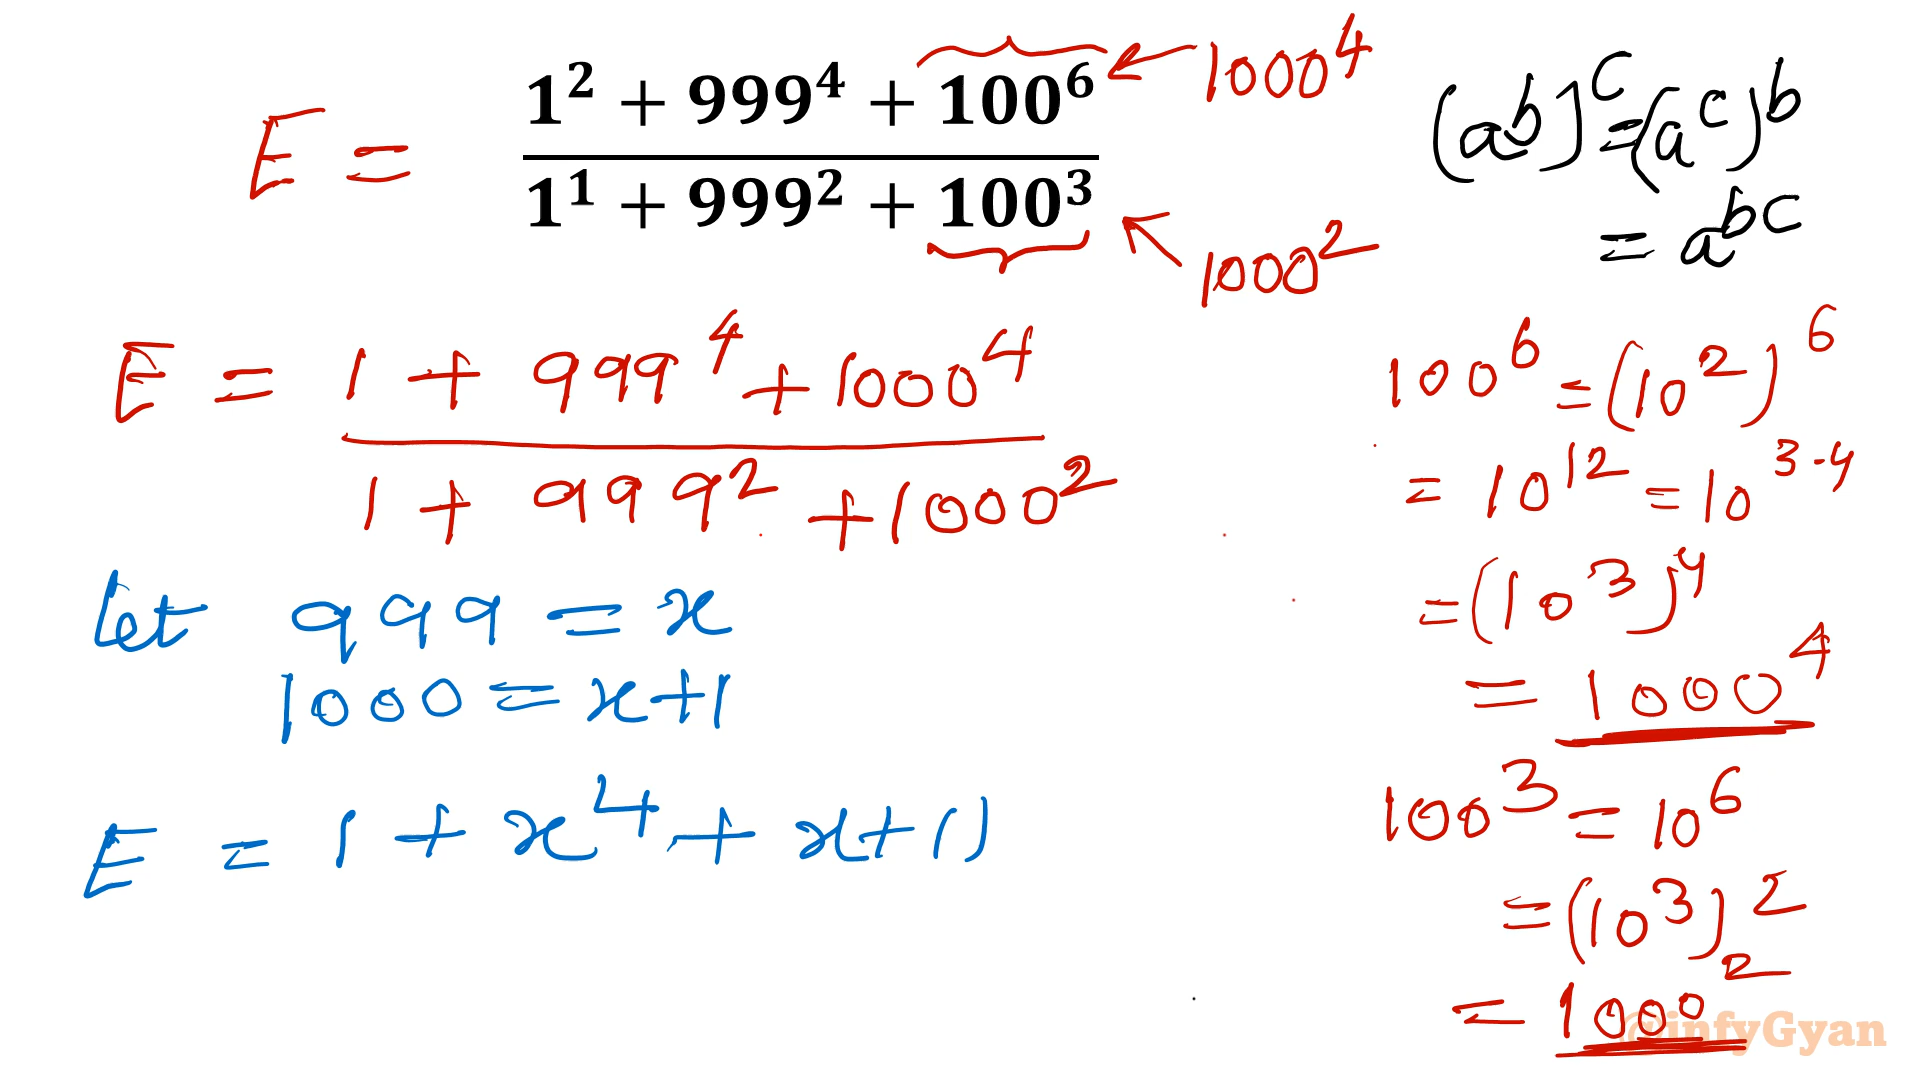 E = 1² + 999⁴ + 100⁶ ← 1000⁴
1¹ + 999² + 100³ ← 1000²
(a^b)^c = (a^c)^b
= a^bc
E = 1 + 999⁴ + 1000⁴
1 + 999² + 1000²
let 999 = x
1000 = x+1
E = 1 + x⁴ + x+1)
100⁶ = (10²)⁶
= 10¹² = 10^3·4
= (10³)⁴
= 1000⁴
100³ = 10⁶
= (10³)²
= 1000²
@infyGyan